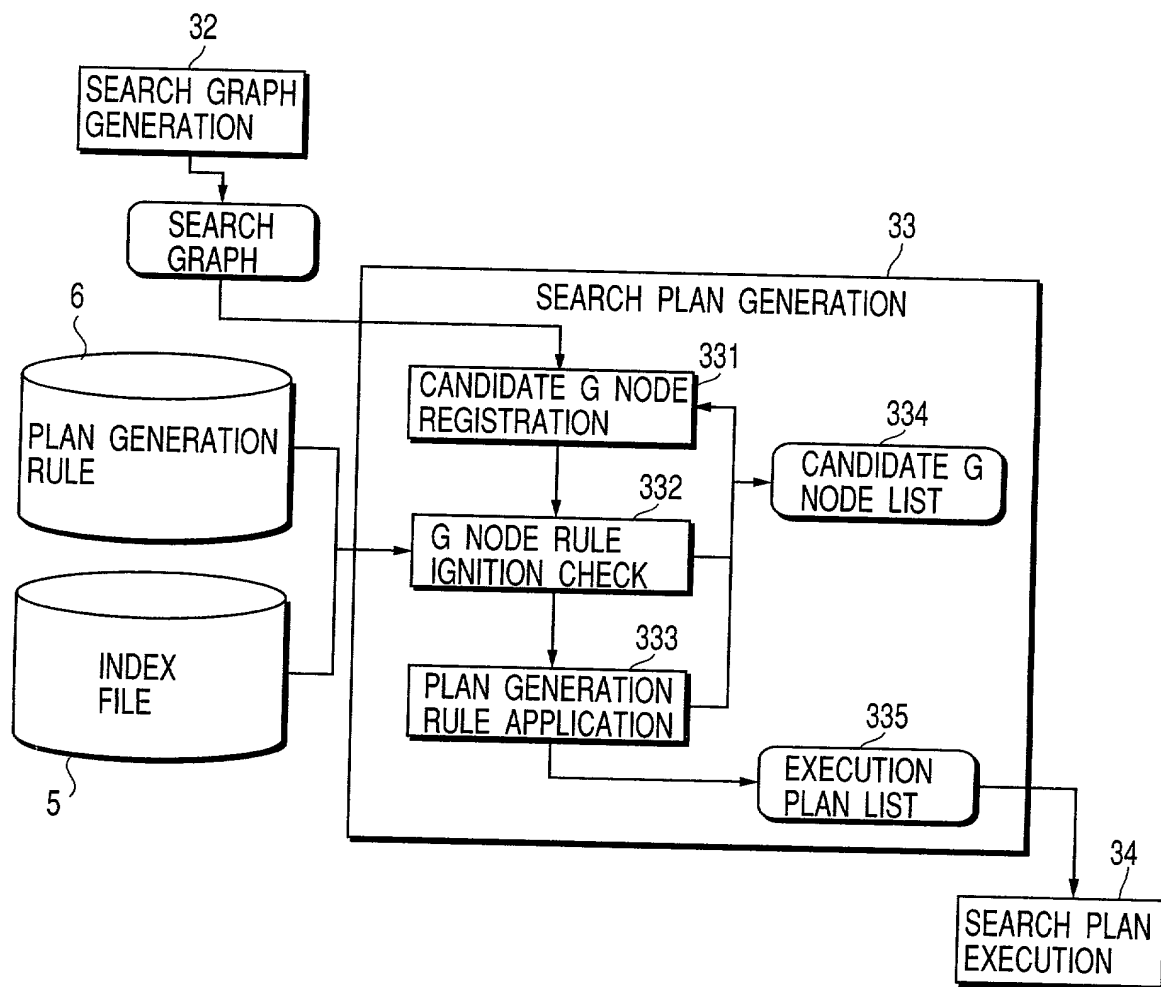 32
SEARCH GRAPH
GENERATION
SEARCH
GRAPH
33
SEARCH PLAN GENERATION
6
PLAN GENERATION
RULE
331
CANDIDATE G NODE
REGISTRATION
334
CANDIDATE G
NODE LIST
332
G NODE RULE
IGNITION CHECK
INDEX
FILE
5
333
PLAN GENERATION
RULE APPLICATION
335
EXECUTION
PLAN LIST
34
SEARCH PLAN
EXECUTION